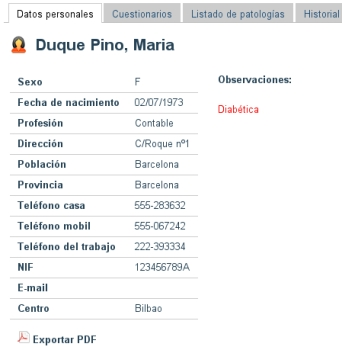 Datos personales Cuestionarios Listado de patologías Historial
Duque Pino, Maria
Sexo F
Fecha de nacimiento 02/07/1973
Profesión Contable
Dirección C/Roque nº1
Población Barcelona
Provincia Barcelona
Teléfono casa 555-283632
Teléfono mobil 555-067242
Teléfono del trabajo 222-393334
NIF 123456789A
E-mail
Centro Bilbao
Observaciones:
Diabética
Exportar PDF